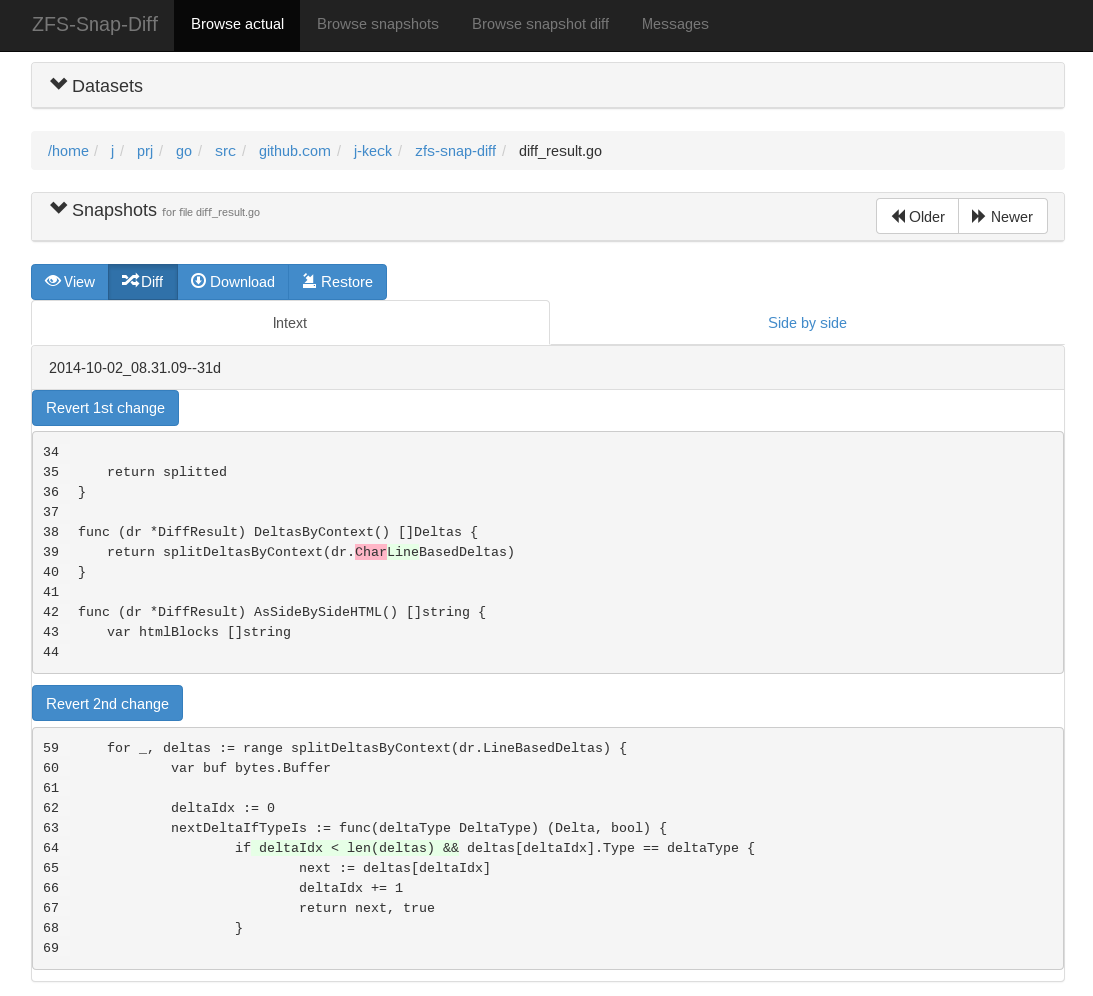 ZFS-Snap-Diff Browse actual Browse snapshots Browse snapshot diff Messages
Datasets
/home / j / prj / go / src / github.com / j-keck / zfs-snap-diff / diff_result.go
Snapshots for file diff_result.go Older Newer
View Diff Download Restore
Intext Side by side
2014-10-02_08.31.09--31d
Revert 1st change
34
35 return splitted
36 }
37
38 func (dr *DiffResult) DeltasByContext() []Deltas {
39 return splitDeltasByContext(dr.CharLineBasedDeltas)
40 }
41
42 func (dr *DiffResult) AsSideBySideHTML() []string {
43 var htmlBlocks []string
44
Revert 2nd change
59 for _, deltas := range splitDeltasByContext(dr.LineBasedDeltas) {
60 var buf bytes.Buffer
61
62 deltaIdx := 0
63 nextDeltaIfTypeIs := func(deltaType DeltaType) (Delta, bool) {
64 if deltaIdx < len(deltas) && deltas[deltaIdx].Type == deltaType {
65 next := deltas[deltaIdx]
66 deltaIdx += 1
67 return next, true
68 }
69